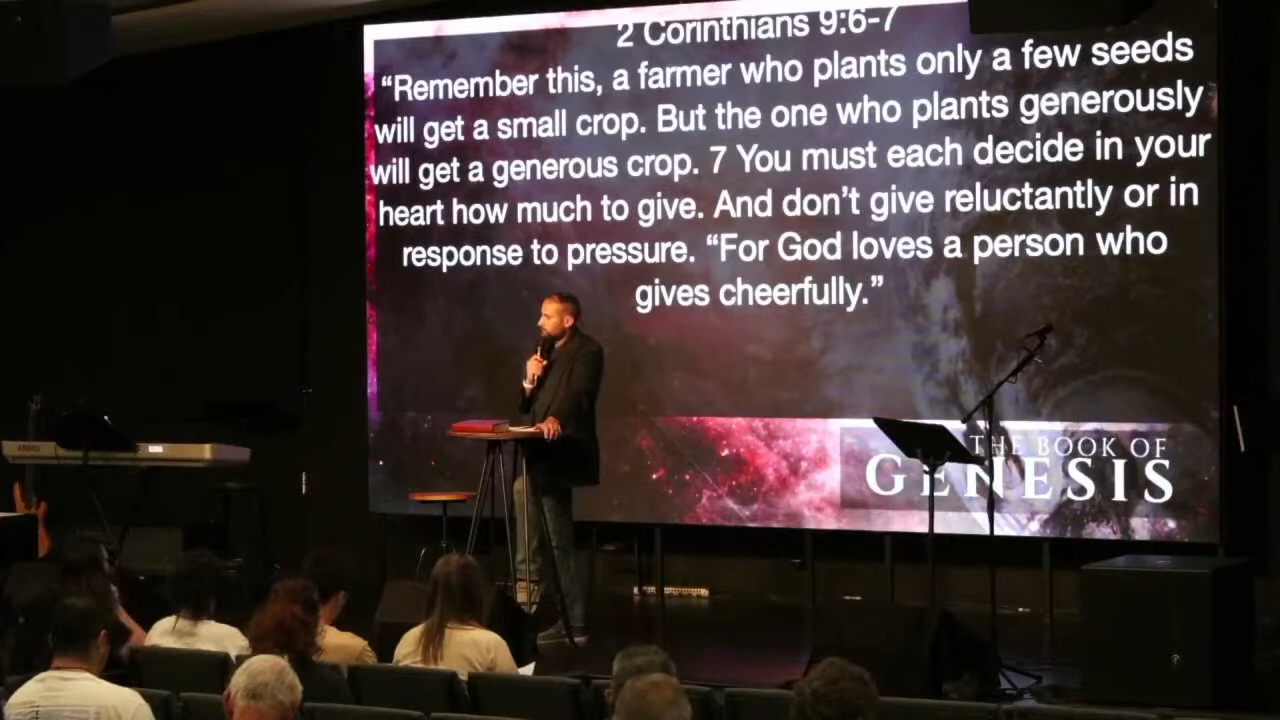 2 Corinthians 9:6-7
“Remember this, a farmer who plants only a few seeds
will get a small crop. But the one who plants generously
will get a generous crop. 7 You must each decide in your
heart how much to give. And don’t give reluctantly or in
response to pressure. “For God loves a person who
gives cheerfully.”
THE BOOK OF
GENESIS